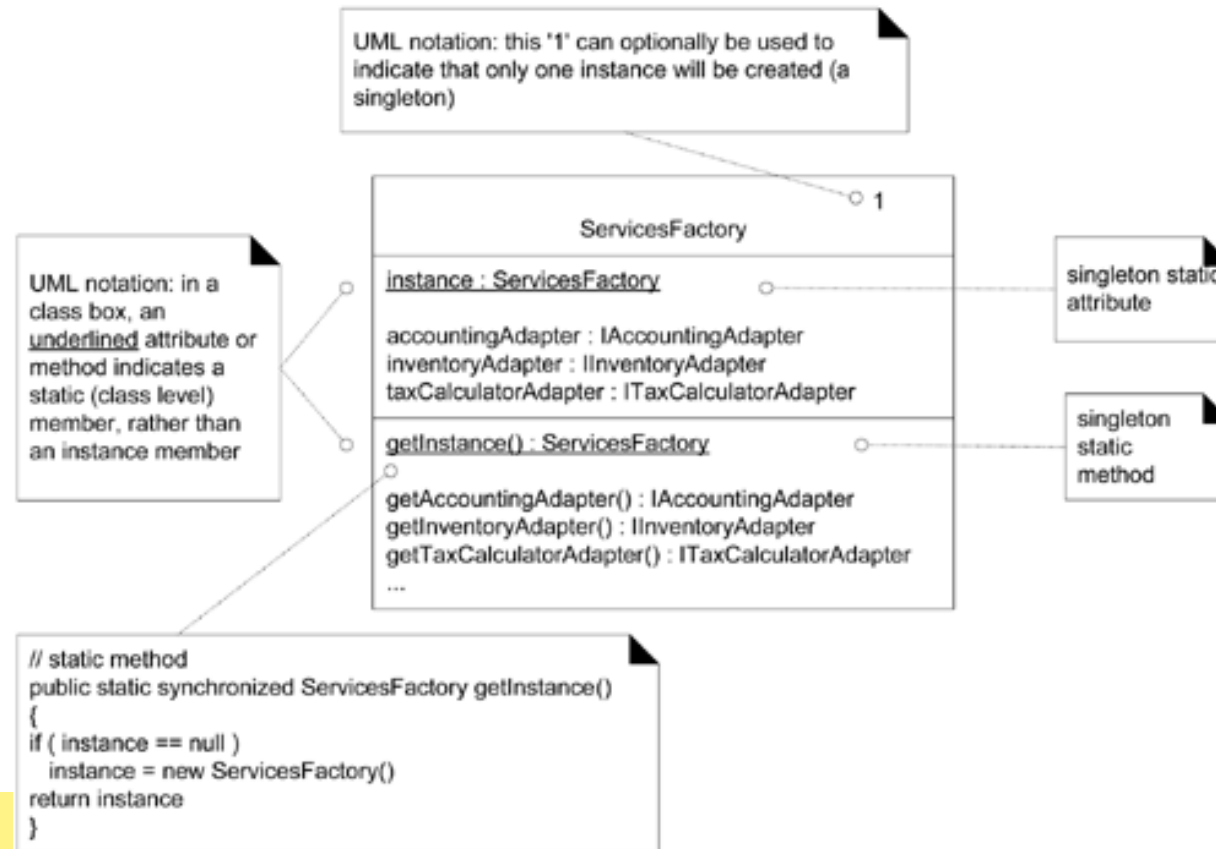 UML notation: this '1' can optionally be used to
indicate that only one instance will be created (a
singleton)
1
ServicesFactory
UML notation: in a
class box, an
underlined attribute or
method indicates a
static (class level)
member, rather than
an instance member
instance : ServicesFactory
accountingAdapter : IAccountingAdapter
inventoryAdapter : IInventoryAdapter
taxCalculatorAdapter : ITaxCalculatorAdapter
singleton static
attribute
getInstance() : ServicesFactory
getAccountingAdapter() : IAccountingAdapter
getInventoryAdapter() : IInventoryAdapter
getTaxCalculatorAdapter() : ITaxCalculatorAdapter
...
singleton
static
method
// static method
public static synchronized ServicesFactory getInstance()
{
if ( instance == null )
instance = new ServicesFactory()
return instance
}